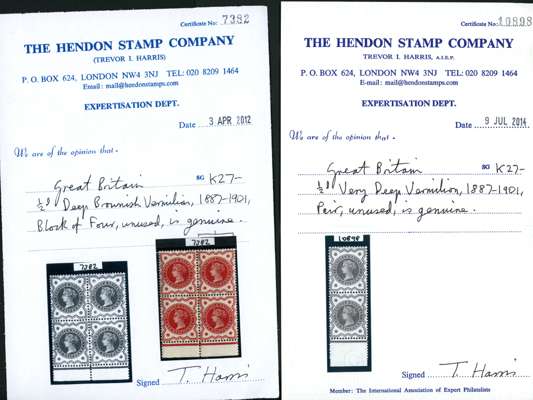 Certificate No: 7382
THE HENDON STAMP COMPANY
(TREVOR I. HARRIS)
P. O. BOX 624, LONDON NW4 3NJ TEL: 020 8209 1464
Email: mail@hendonstamps.com
EXPERTISATION DEPT.
Date 3 APR 2012
We are of the opinion that -
Great Britain SG K27-
½d Deep Brownish Vermilion, 1887-1901,
Block of Four, unused, is genuine.
7382
7382
Signed T. Harris
Certificate No: 10898
THE HENDON STAMP COMPANY
TREVOR I. HARRIS, A.I.E.P.
P. O. BOX 624, LONDON NW4 3NJ TEL: 020 8209 1464
E-mail: mail@hendonstamps.com
EXPERTISATION DEPT.
Date 9 JUL 2014
We are of the opinion that -
Great Britain SG K27-
½d Very Deep Vermilion, 1887-1901,
Pair, unused, is genuine.
10898
Signed T. Harris
Member: The International Association of Expert Philatelists